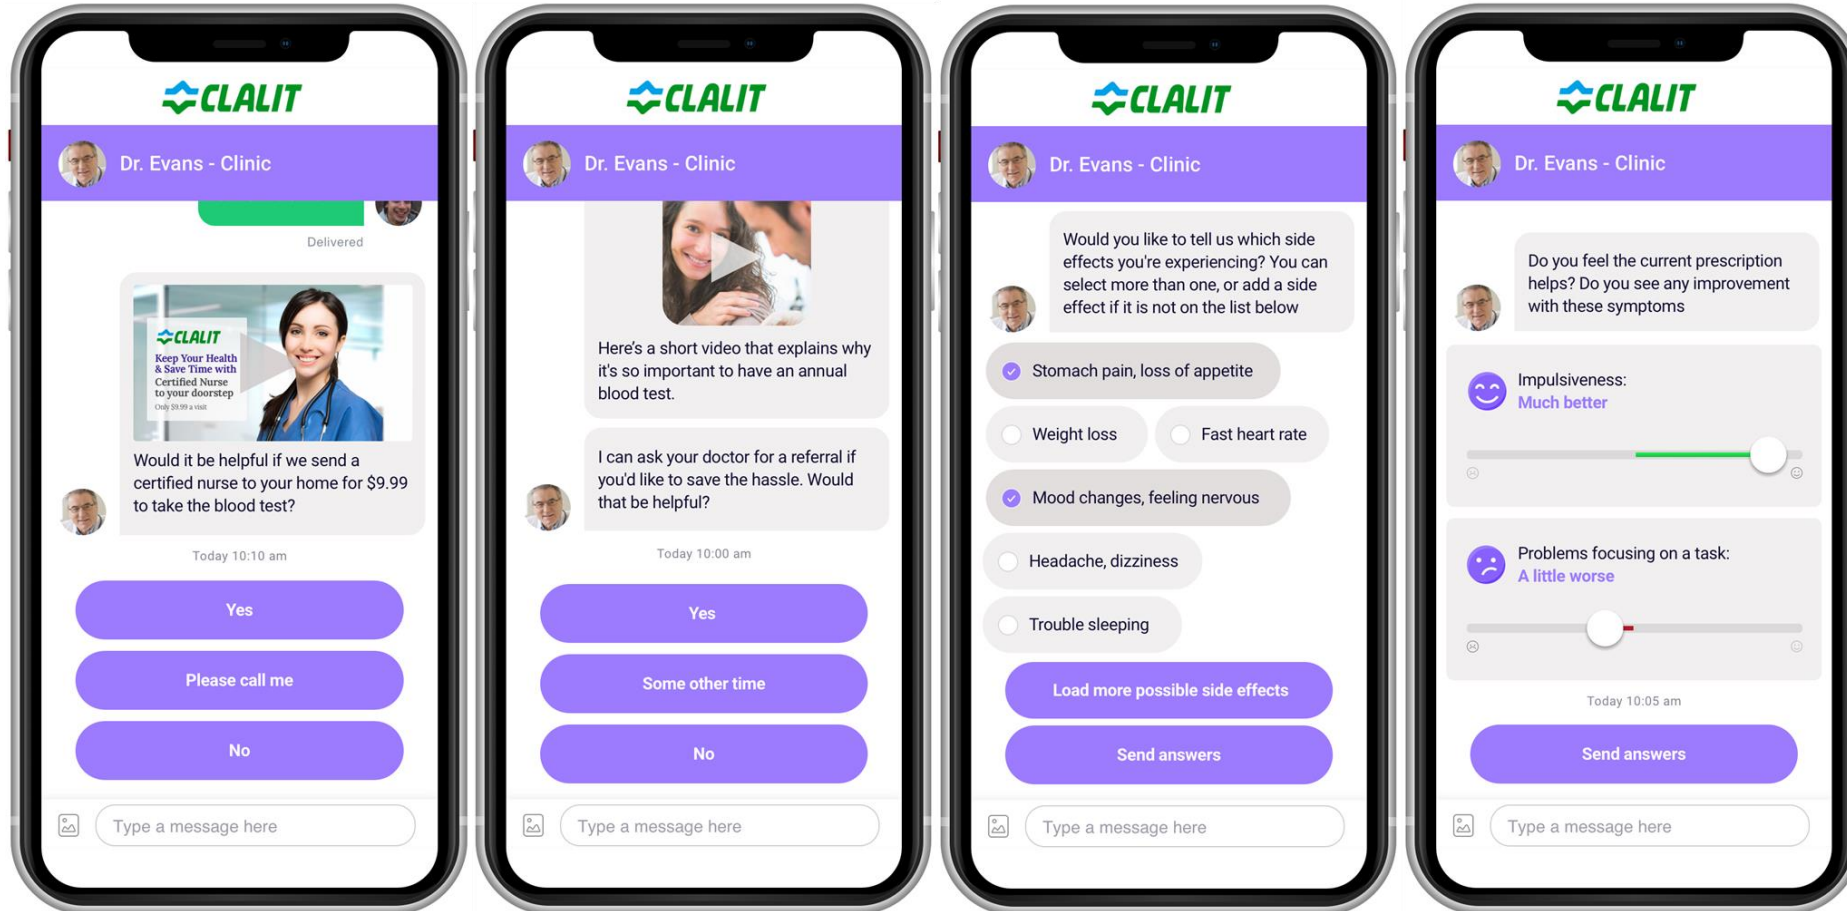 CLALIT
Dr. Evans - Clinic
Delivered
CLALIT
Keep Your Health
& Save Time with
Certified Nurse
to your doorstep
Only $9.99 a visit
Would it be helpful if we send a
certified nurse to your home for $9.99
to take the blood test?
Today 10:10 am
Yes
Please call me
No
Type a message here
CLALIT
Dr. Evans - Clinic
Here's a short video that explains why
it's so important to have an annual
blood test.
I can ask your doctor for a referral if
you'd like to save the hassle. Would
that be helpful?
Today 10:00 am
Yes
Some other time
No
Type a message here
CLALIT
Dr. Evans - Clinic
Would you like to tell us which side
effects you're experiencing? You can
select more than one, or add a side
effect if it is not on the list below
Stomach pain, loss of appetite
Weight loss
Fast heart rate
Mood changes, feeling nervous
Headache, dizziness
Trouble sleeping
Load more possible side effects
Send answers
Type a message here
CLALIT
Dr. Evans - Clinic
Do you feel the current prescription
helps? Do you see any improvement
with these symptoms
Impulsiveness:
Much better
Problems focusing on a task:
A little worse
Today 10:05 am
Send answers
Type a message here